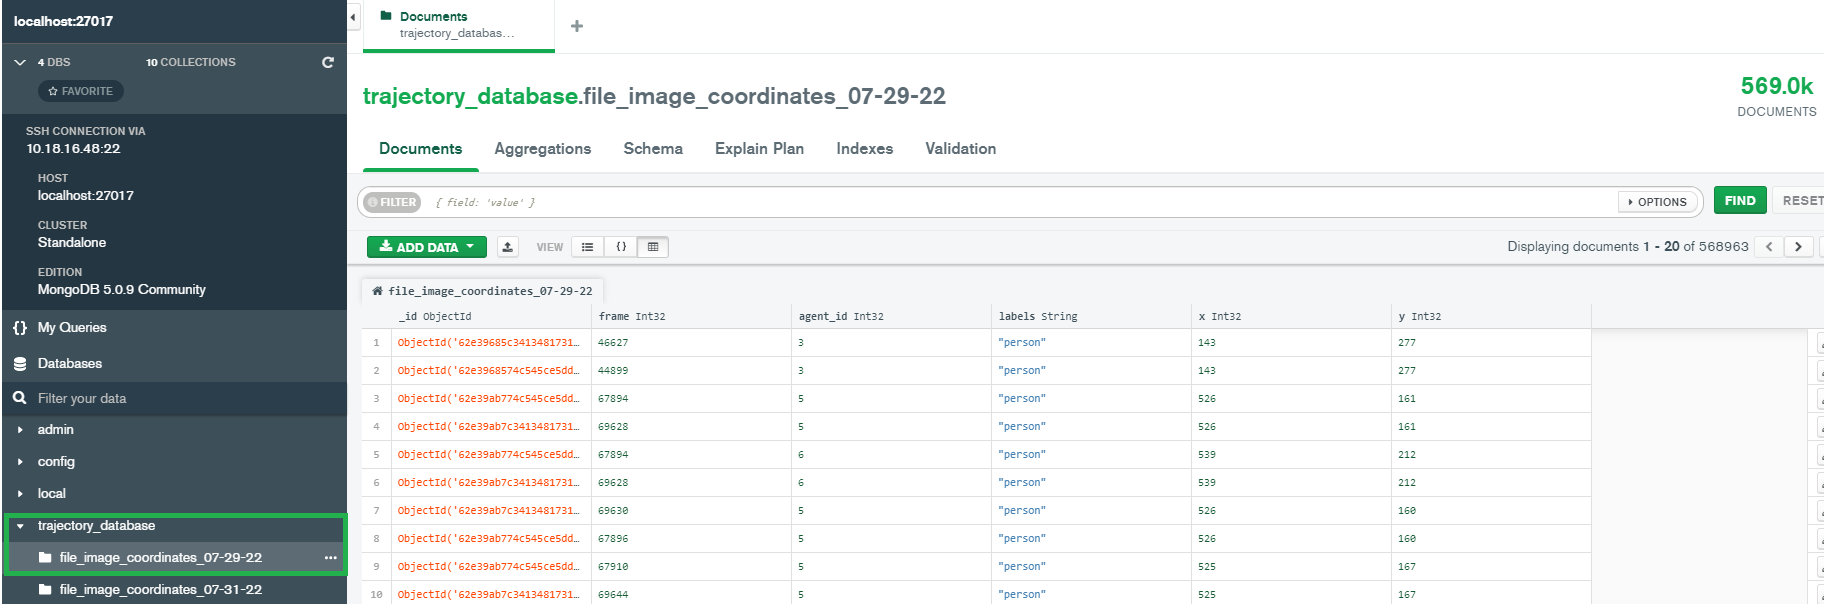 localhost:27017
4 DBS 10 COLLECTIONS
FAVORITE
SSH CONNECTION VIA
10.18.16.48:22
HOST
localhost:27017
CLUSTER
Standalone
EDITION
MongoDB 5.0.9 Community
{} My Queries
Databases
Filter your data
admin
config
local
trajectory_database
file_image_coordinates_07-29-22 ...
file_image_coordinates_07-31-22
Documents
trajectory_databas...
+
trajectory_database.file_image_coordinates_07-29-22
569.0k
DOCUMENTS
Documents Aggregations Schema Explain Plan Indexes Validation
FILTER { field: 'value' } OPTIONS FIND RESET
ADD DATA VIEW {} Displaying documents 1 - 20 of 568963 < >
file_image_coordinates_07-29-22
_id ObjectId frame Int32 agent_id Int32 labels String x Int32 y Int32
1 ObjectId('62e39685c3413481731... 46627 3 "person" 143 277
2 ObjectId('62e3968574c545ce5dd... 44899 3 "person" 143 277
3 ObjectId('62e39ab774c545ce5dd... 67894 5 "person" 526 161
4 ObjectId('62e39ab7c3413481731... 69628 5 "person" 526 161
5 ObjectId('62e39ab774c545ce5dd... 67894 6 "person" 539 212
6 ObjectId('62e39ab7c3413481731... 69628 6 "person" 539 212
7 ObjectId('62e39ab7c3413481731... 69630 5 "person" 526 160
8 ObjectId('62e39ab774c545ce5dd... 67896 5 "person" 526 160
9 ObjectId('62e39ab774c545ce5dd... 67910 5 "person" 525 167
10 ObjectId('62e39ab7c3413481731... 69644 5 "person" 525 167